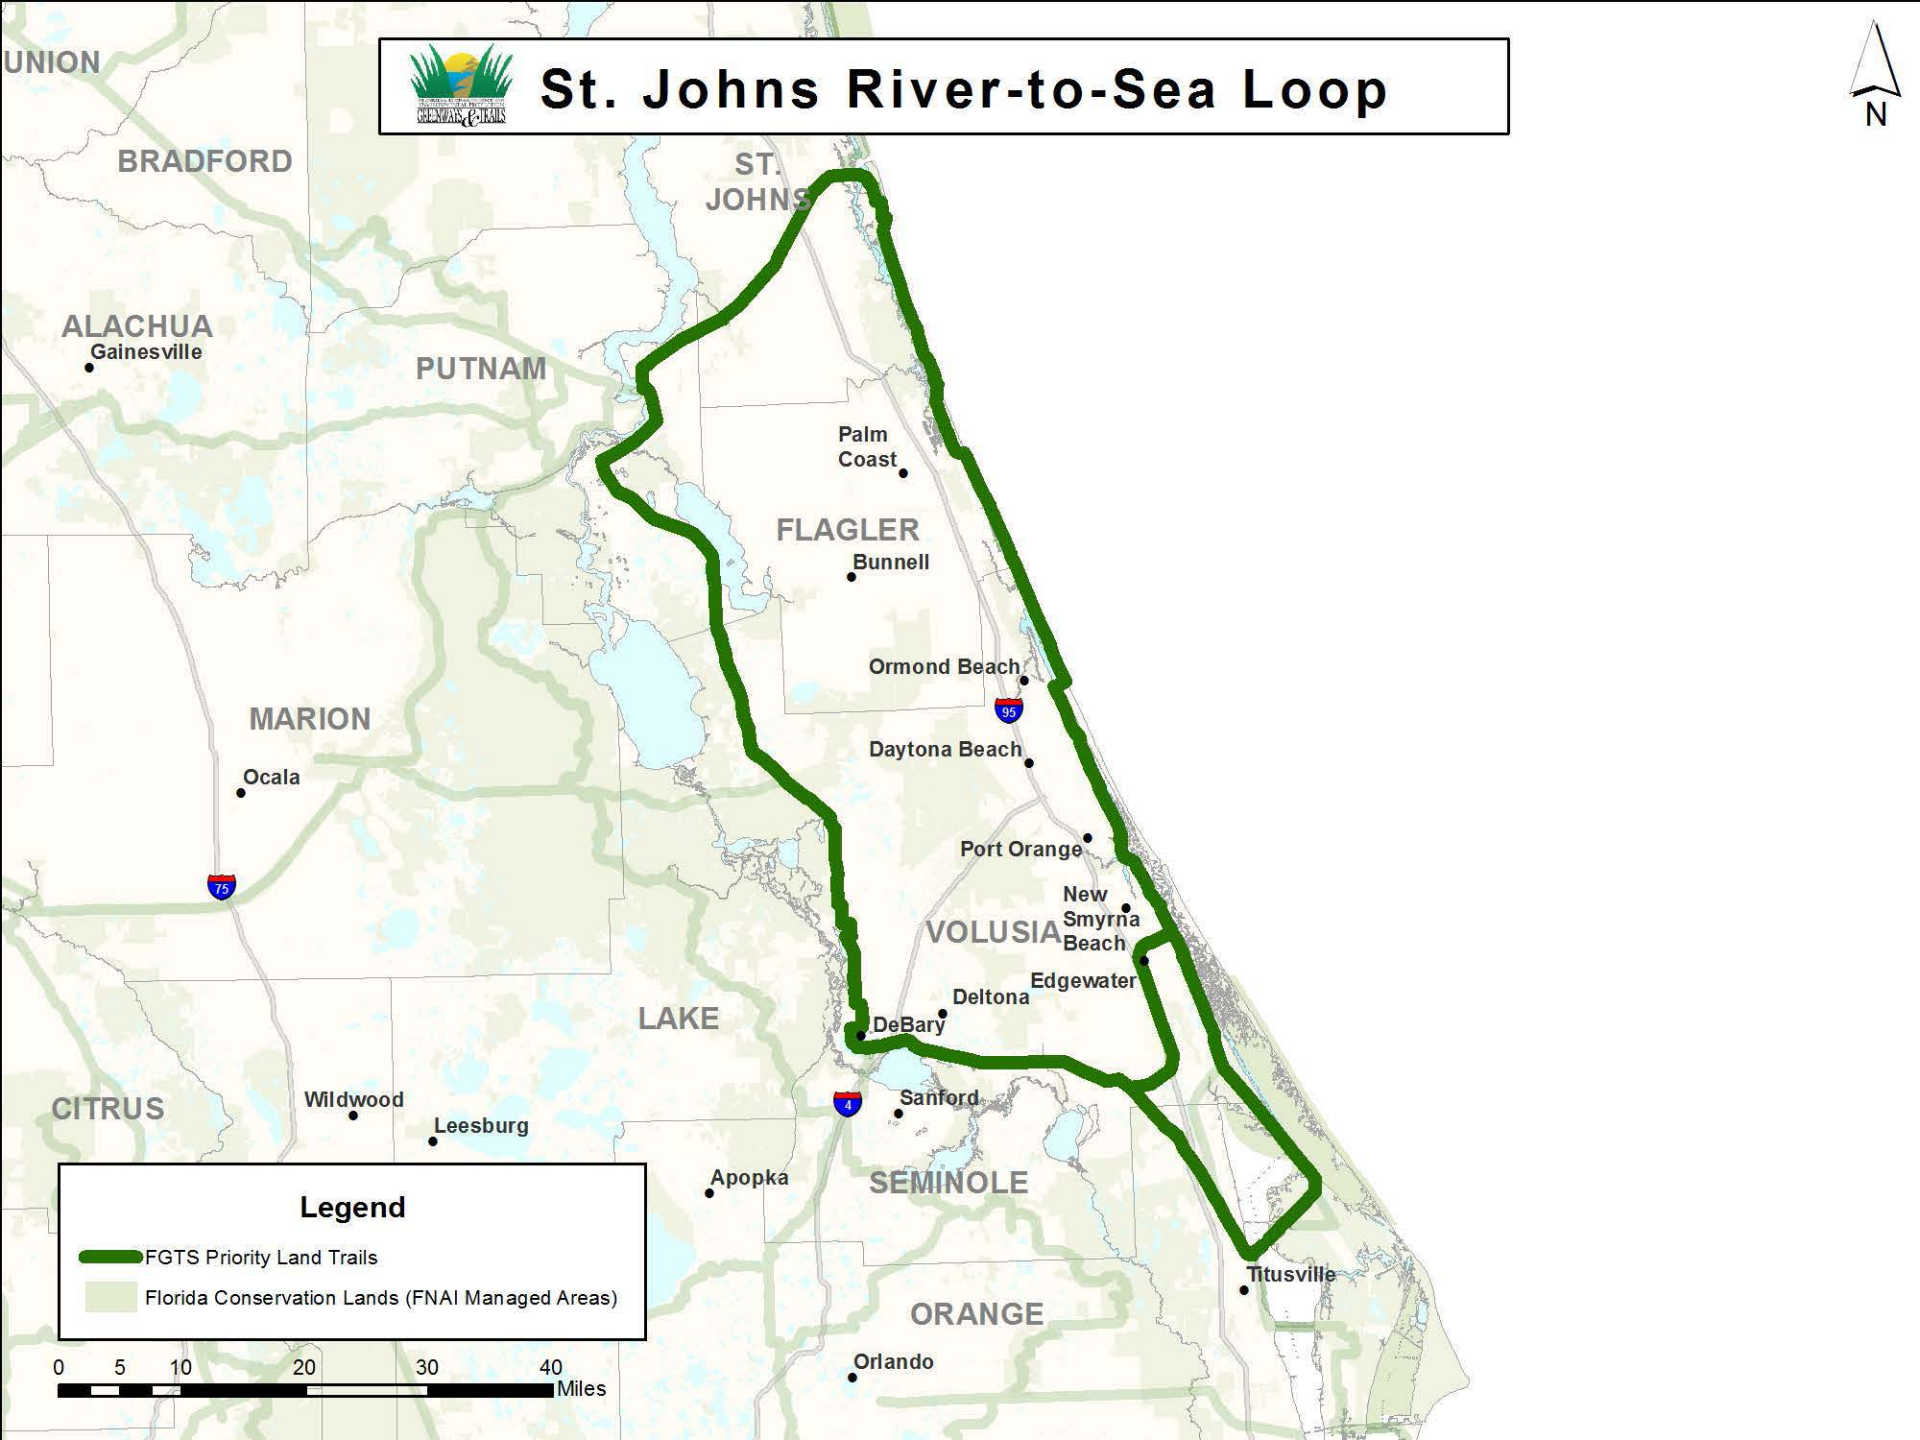 UNION
St. Johns River-to-Sea Loop
GREENWAYS & TRAILS
N
BRADFORD
ST.
JOHNS
ALACHUA
Gainesville
PUTNAM
Palm
Coast
FLAGLER
Bunnell
Ormond Beach
95
MARION
Daytona Beach
Ocala
Port Orange
75
New
Smyrna
Beach
VOLUSIA
Edgewater
Deltona
LAKE
DeBary
CITRUS
Wildwood
4
Sanford
Leesburg
Apopka
SEMINOLE
Legend
FGTS Priority Land Trails
Florida Conservation Lands (FNAI Managed Areas)
Titusville
ORANGE
Orlando
0 5 10 20 30 40
Miles